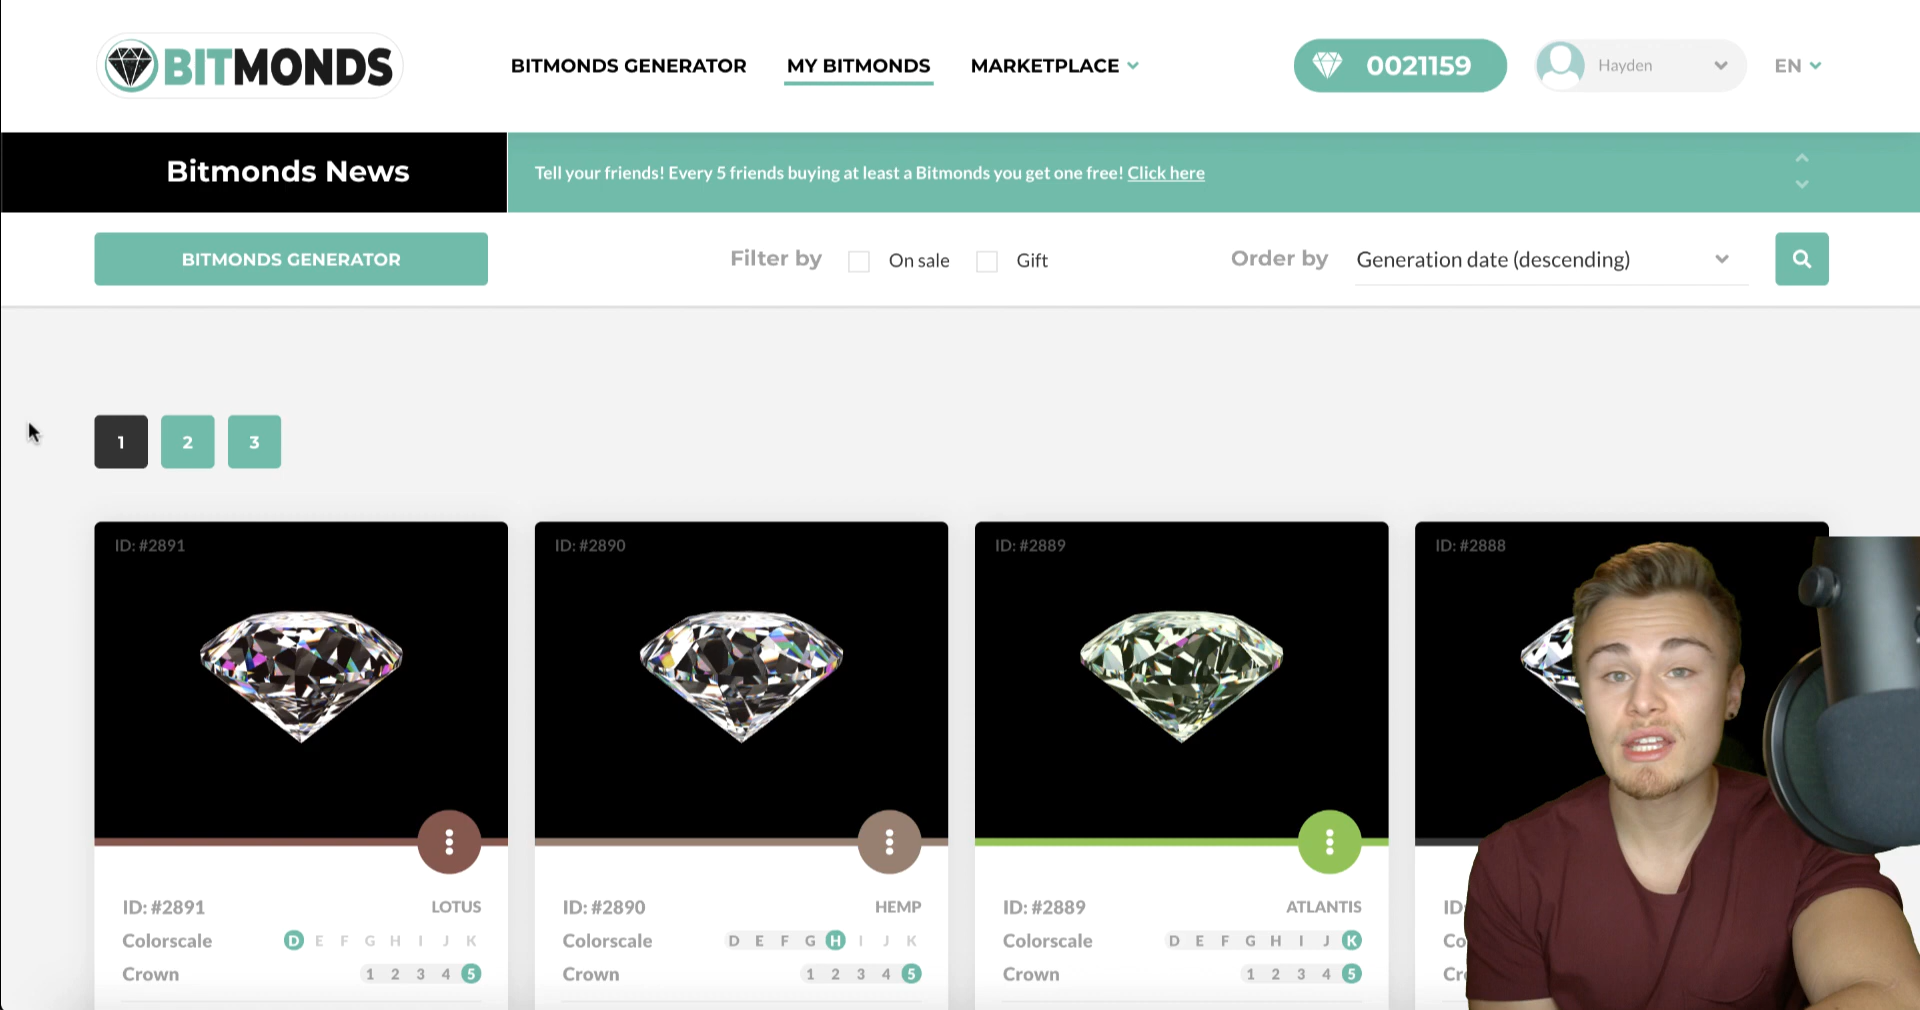 BITMONDS
BITMONDS GENERATOR
MY BITMONDS
MARKETPLACE
0021159
Hayden
EN
Bitmonds News
Tell your friends! Every 5 friends buying at least a Bitmonds you get one free! Click here
BITMONDS GENERATOR
Filter by
On sale
Gift
Order by
Generation date (descending)
1 2 3
ID: #2891
ID: #2890
ID: #2889
ID: #2888
ID: #2891 LOTUS
Colorscale D E F G H I J K
Crown 1 2 3 4 5
ID: #2890 HEMP
Colorscale D E F G H I J K
Crown 1 2 3 4 5
ID: #2889 ATLANTIS
Colorscale D E F G H I J K
Crown 1 2 3 4 5
ID: